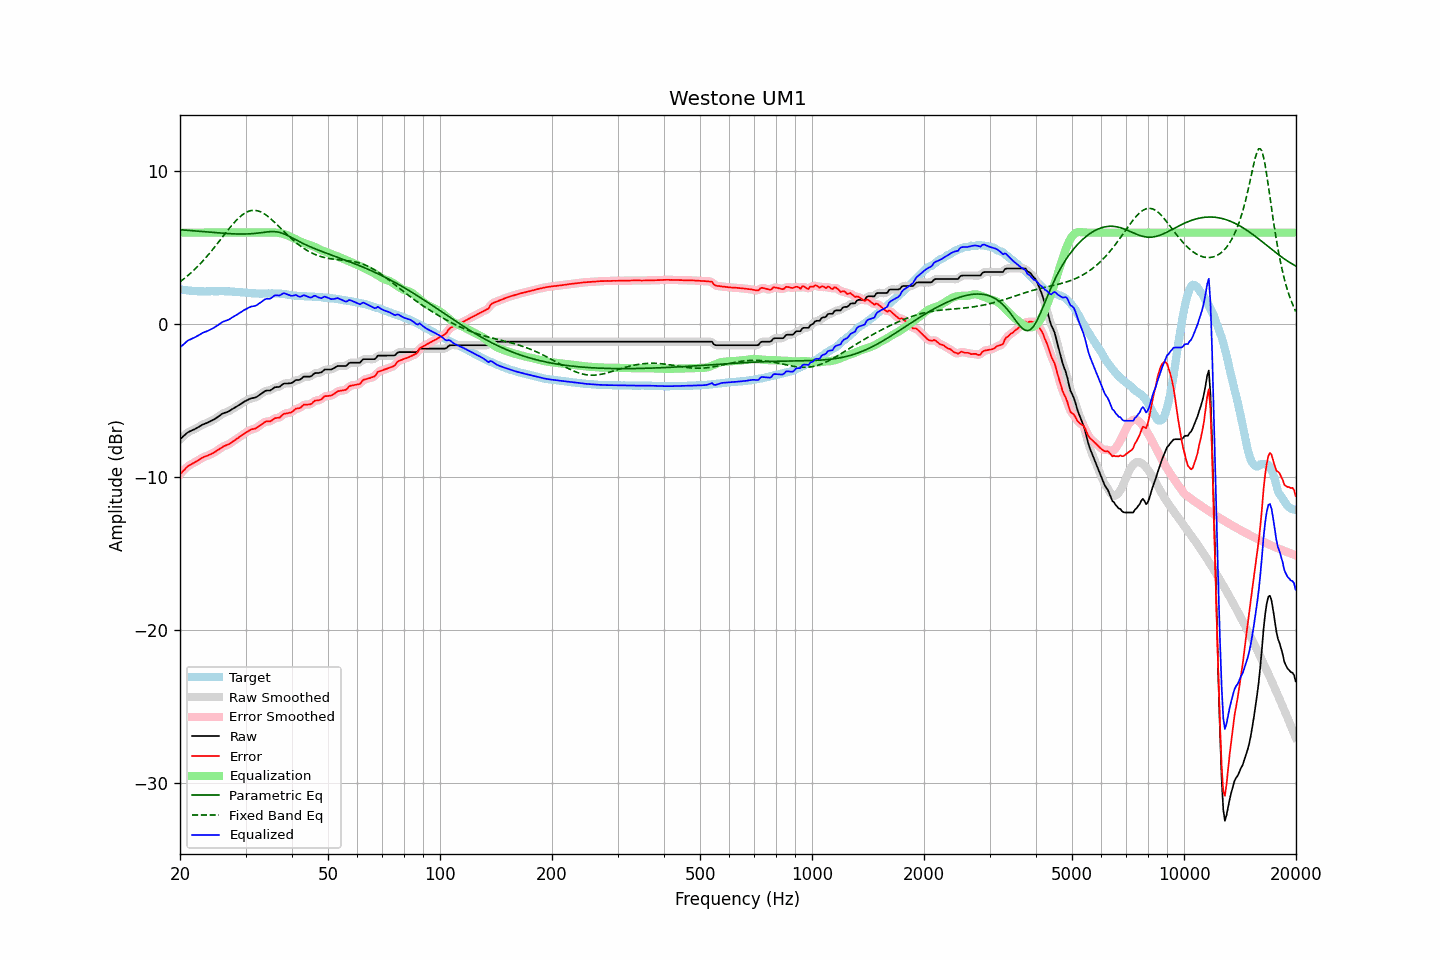 Westone UM1
Amplitude (dBr)
10
0
−10
−20
−30
Target
Raw Smoothed
Error Smoothed
Raw
Error
Equalization
Parametric Eq
Fixed Band Eq
Equalized
20 50 100 200 500 1000 2000 5000 10000 20000
Frequency (Hz)